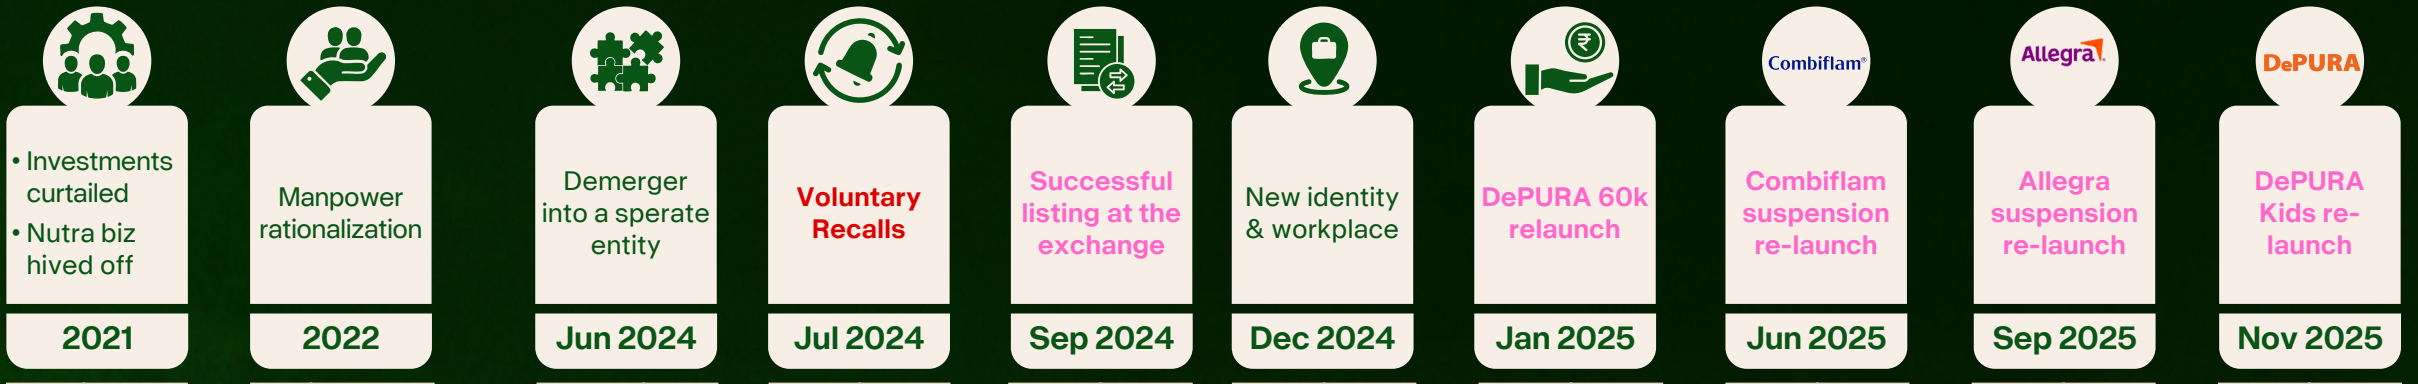 • Investments
curtailed
• Nutra biz
hived off
2021
Manpower
rationalization
2022
Demerger
into a sperate
entity
Jun 2024
Voluntary
Recalls
Jul 2024
Successful
listing at the
exchange
Sep 2024
New identity
& workplace
Dec 2024
₹
DePURA 60k
relaunch
Jan 2025
Combiflam®
Combiflam
suspension
re-launch
Jun 2025
Allegra
Allegra
suspension
re-launch
Sep 2025
DePURA
DePURA
Kids re-
launch
Nov 2025